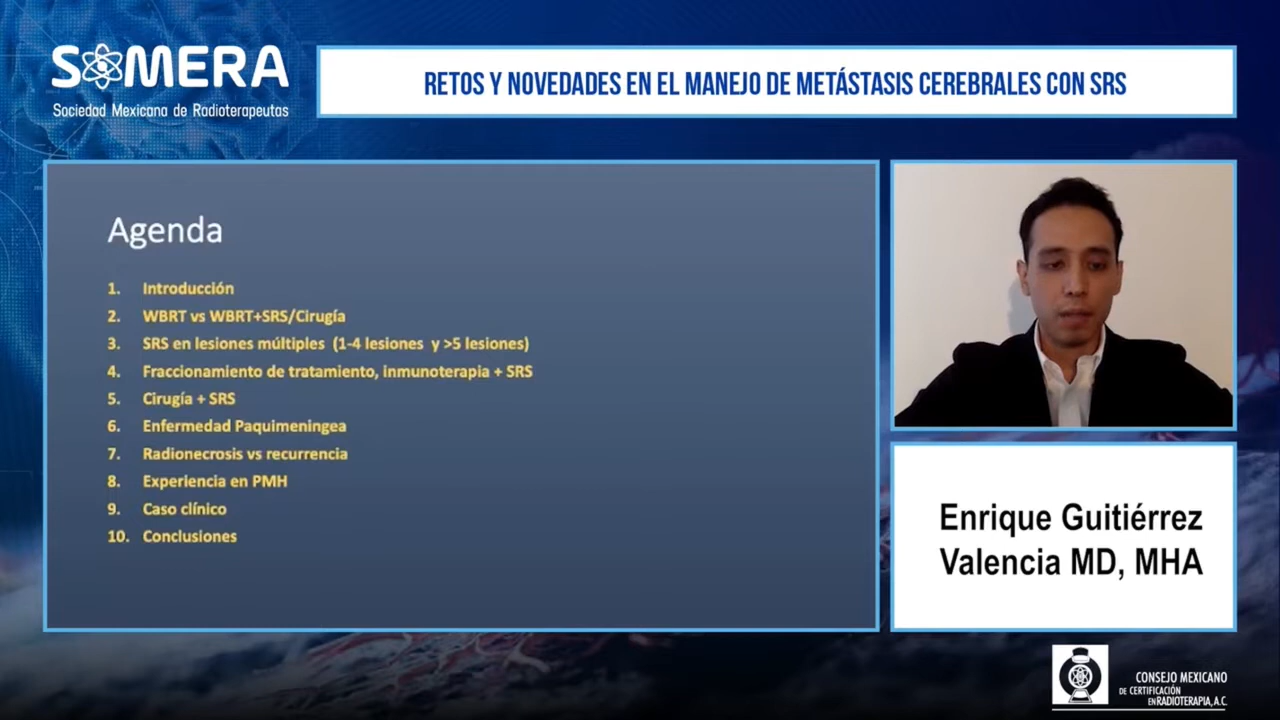 SOMERA
Sociedad Mexicana de Radioterapeutas
RETOS Y NOVEDADES EN EL MANEJO DE METÁSTASIS CEREBRALES CON SRS
Agenda
1. Introducción
2. WBRT vs WBRT+SRS/Cirugía
3. SRS en lesiones múltiples (1-4 lesiones y >5 lesiones)
4. Fraccionamiento de tratamiento, inmunoterapia + SRS
5. Cirugía + SRS
6. Enfermedad Paquimeningea
7. Radionecrosis vs recurrencia
8. Experiencia en PMH
9. Caso clínico
10. Conclusiones
Enrique Guitiérrez
Valencia MD, MHA
CONSEJO MEXICANO
DE CERTIFICACIÓN
EN RADIOTERAPIA, A.C.